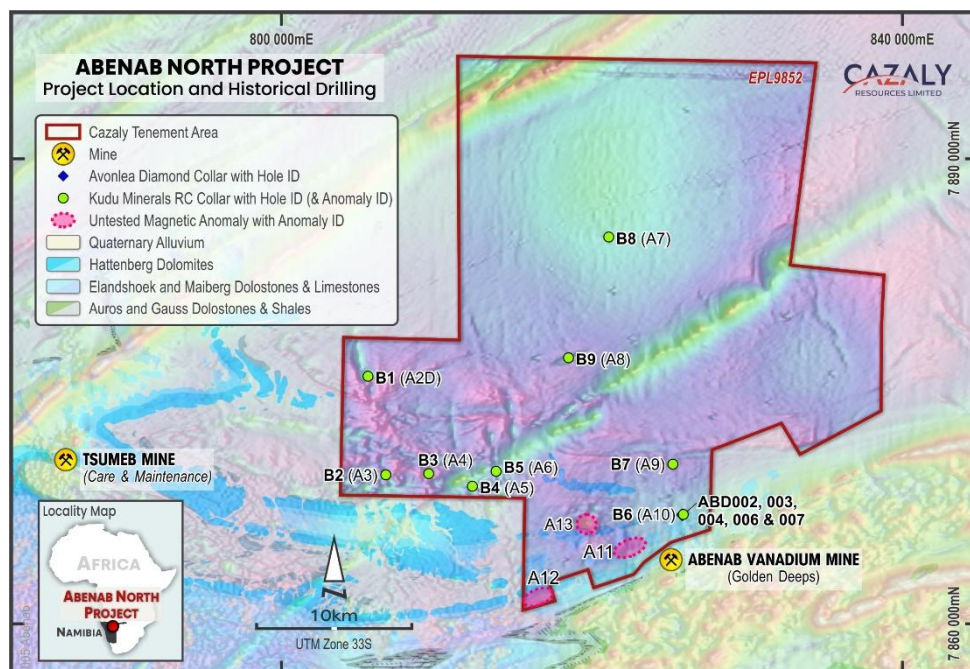 800 000mE
840 000mE
ABENAB NORTH PROJECT
Project Location and Historical Drilling
EPL9852
CAZALY
RESOURCES LIMITED
Cazaly Tenement Area
Mine
Avonlea Diamond Collar with Hole ID
Kudu Minerals RC Collar with Hole ID (& Anomaly ID)
Untested Magnetic Anomaly with Anomaly ID
Quaternary Alluvium
Hattenberg Dolomites
Elandshoek and Maiberg Dolostones & Limestones
Auros and Gauss Dolostones & Shales
7 890 000mN
B8 (A7)
B9 (A8)
B1 (A2D)
TSUMEB MINE
(Care & Maintenance)
B2 (A3)
B3 (A4)
B5 (A6)
B4 (A5)
B7 (A9)
B6 (A10)
ABD002, 003,
004, 006 & 007
A13
A11
A12
ABENAB VANADIUM MINE
(Golden Deeps)
Locality Map
AFRICA
ABENAB NORTH
PROJECT
NAMIBIA
N
10km
UTM Zone 33S
7 860 000mN